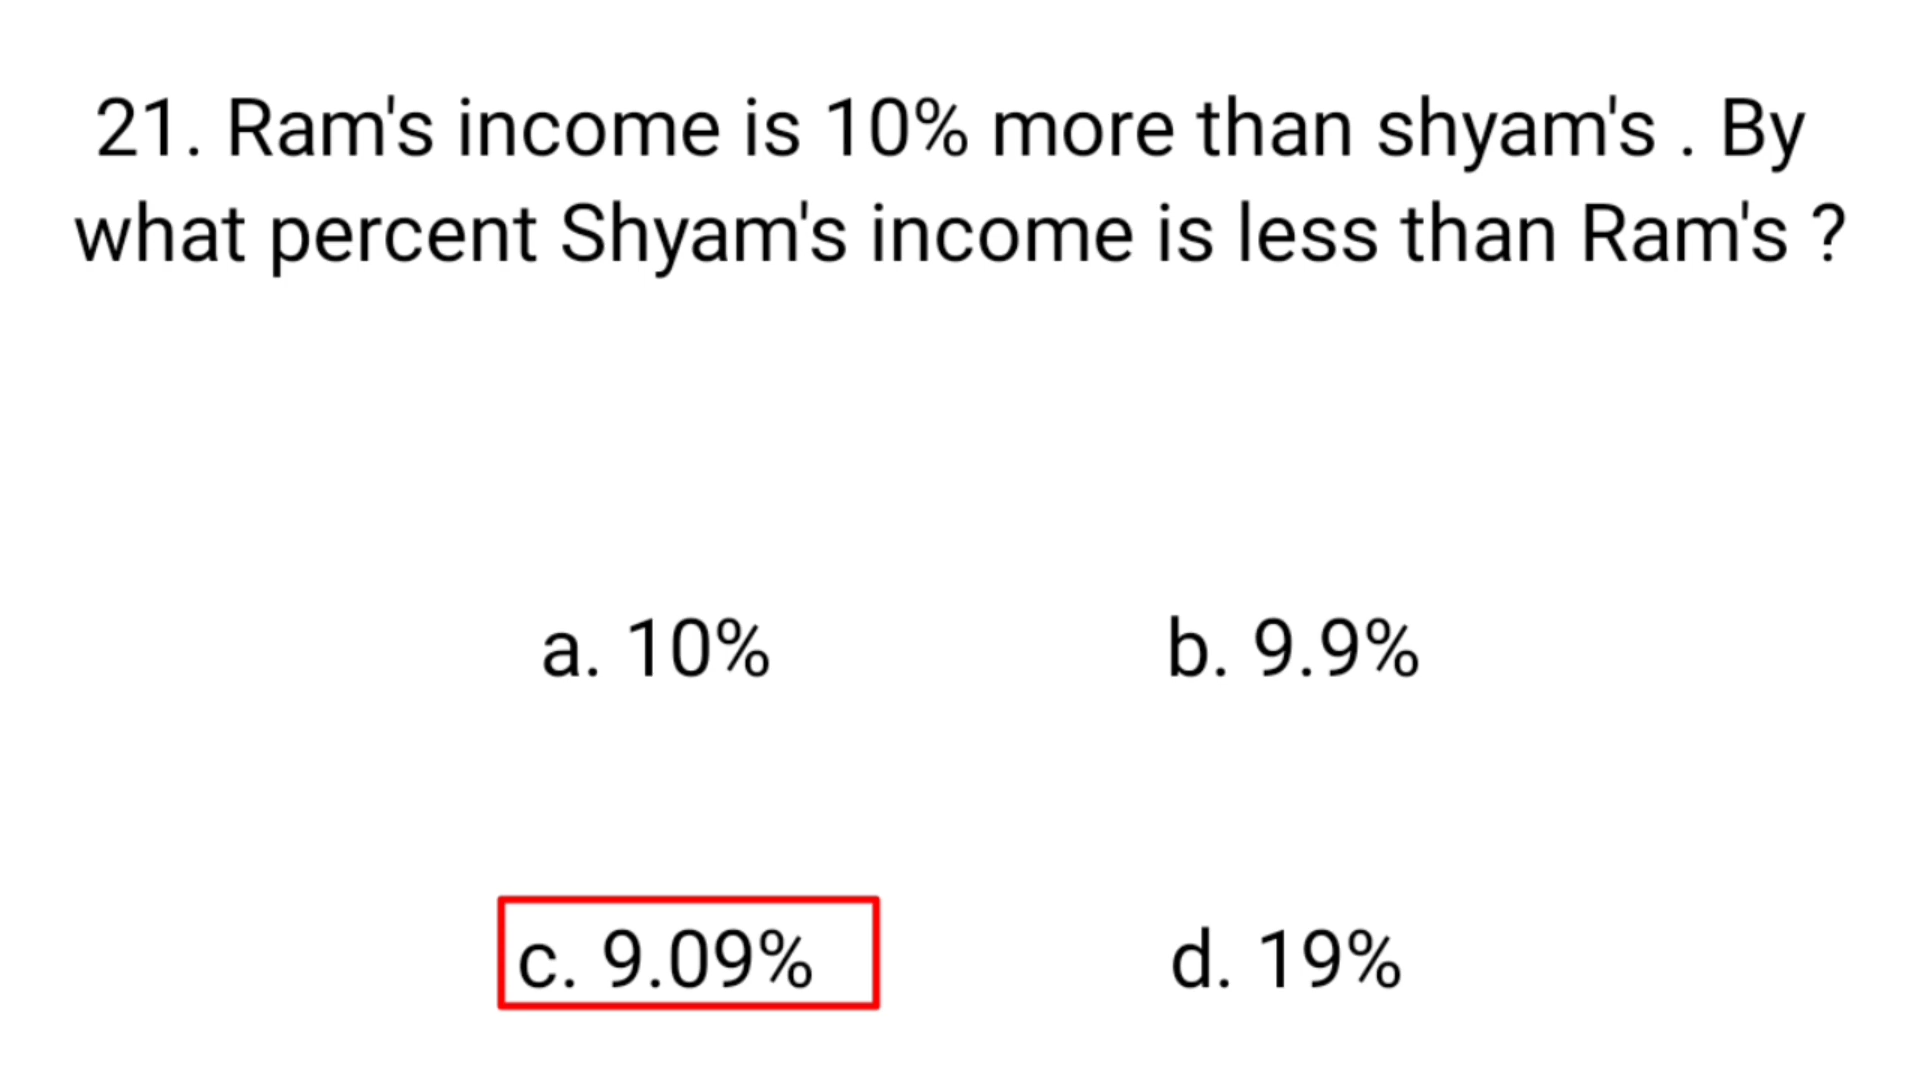 21. Ram's income is 10% more than shyam's . By
what percent Shyam's income is less than Ram's ?
a. 10%
b. 9.9%
c. 9.09%
d. 19%